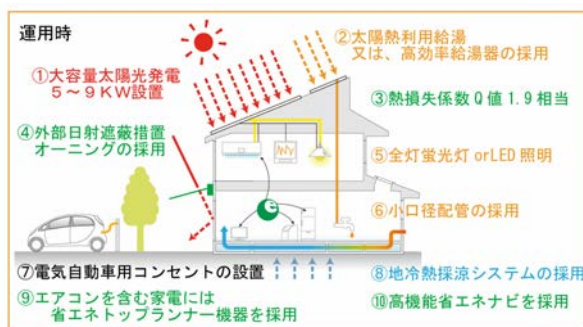 運用時
①大容量太陽光発電
5～9KW設置
②太陽熱利用給湯
又は、高効率給湯器の採用
③熱損失係数Q値1.9相当
④外部日射遮蔽措置
オーニングの採用
⑤全灯蛍光灯orLED照明
⑥小口径配管の採用
⑦電気自動車用コンセントの設置
⑧地冷熱採涼システムの採用
⑨エアコンを含む家電には
省エネトップランナー機器を採用
⑩高機能省エネナビを採用
e